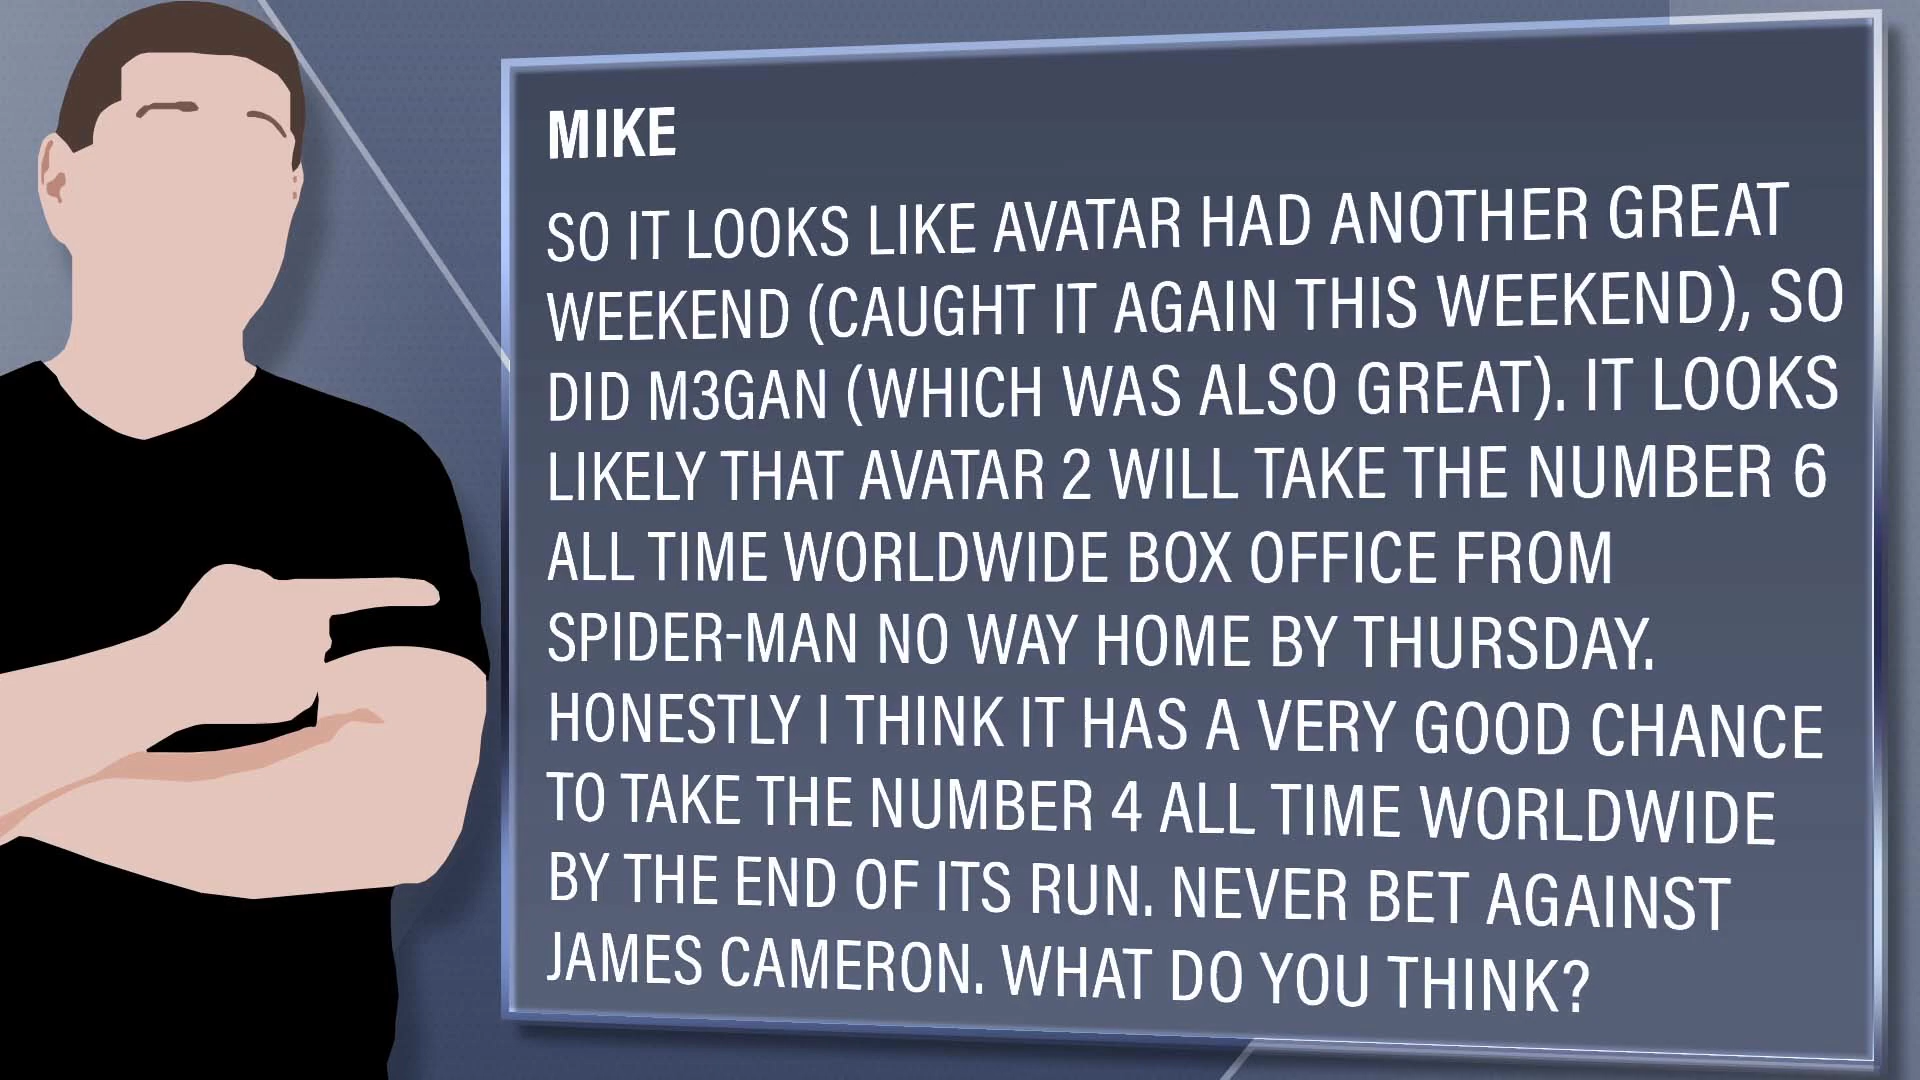 MIKE
SO IT LOOKS LIKE AVATAR HAD ANOTHER GREAT
WEEKEND (CAUGHT IT AGAIN THIS WEEKEND), SO
DID M3GAN (WHICH WAS ALSO GREAT). IT LOOKS
LIKELY THAT AVATAR 2 WILL TAKE THE NUMBER 6
ALL TIME WORLDWIDE BOX OFFICE FROM
SPIDER-MAN NO WAY HOME BY THURSDAY.
HONESTLY I THINK IT HAS A VERY GOOD CHANCE
TO TAKE THE NUMBER 4 ALL TIME WORLDWIDE
BY THE END OF ITS RUN. NEVER BET AGAINST
JAMES CAMERON. WHAT DO YOU THINK?